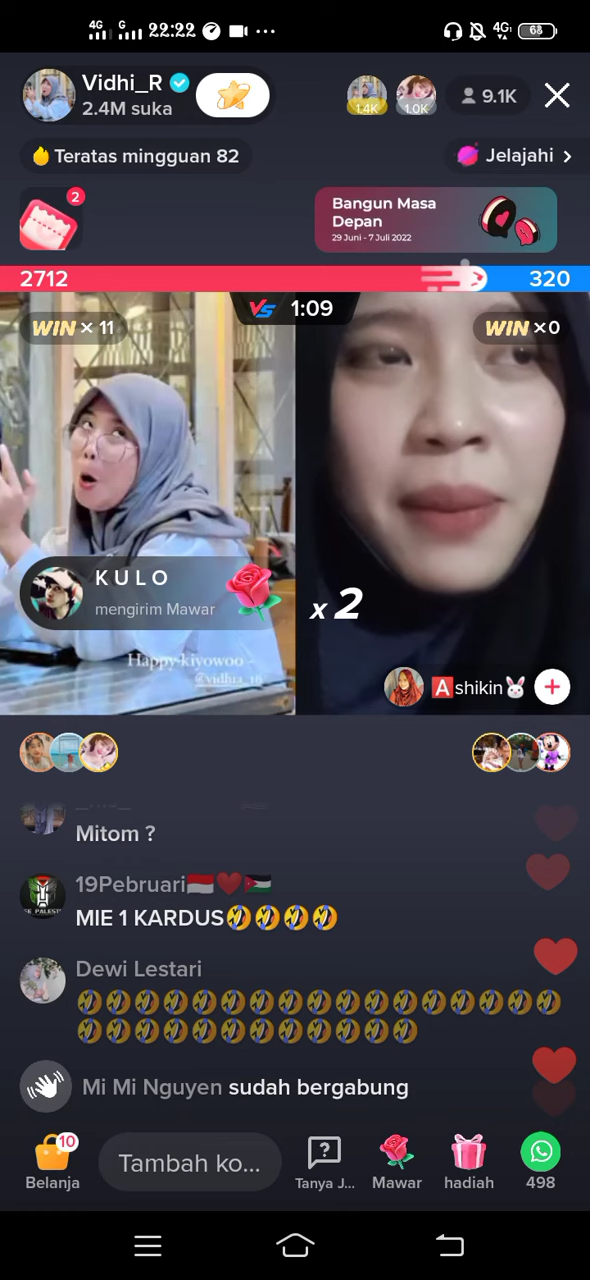 4G G 22:22 4G 68
Vidhi_R
2.4M suka
1.4K 1.0K 9.1K
Teratas mingguan 82
Jelajahi >
2
Bangun Masa
Depan
29 Juni - 7 Juli 2022
2712 320
VS 1:09
WIN × 11 WIN ×0
K U L O
mengirim Mawar
x 2
Happy kiyowoo
🅰shikin🐰
Mitom ?
19Pebruari🇮🇩❤️🇯🇴
MIE 1 KARDUS🤣🤣🤣🤣
Dewi Lestari
🤣🤣🤣🤣🤣🤣🤣🤣🤣🤣🤣🤣🤣🤣🤣🤣🤣
🤣🤣🤣🤣🤣🤣🤣🤣🤣🤣🤣🤣
Mi Mi Nguyen sudah bergabung
10
Tambah ko...
Belanja Tanya J... Mawar hadiah 498